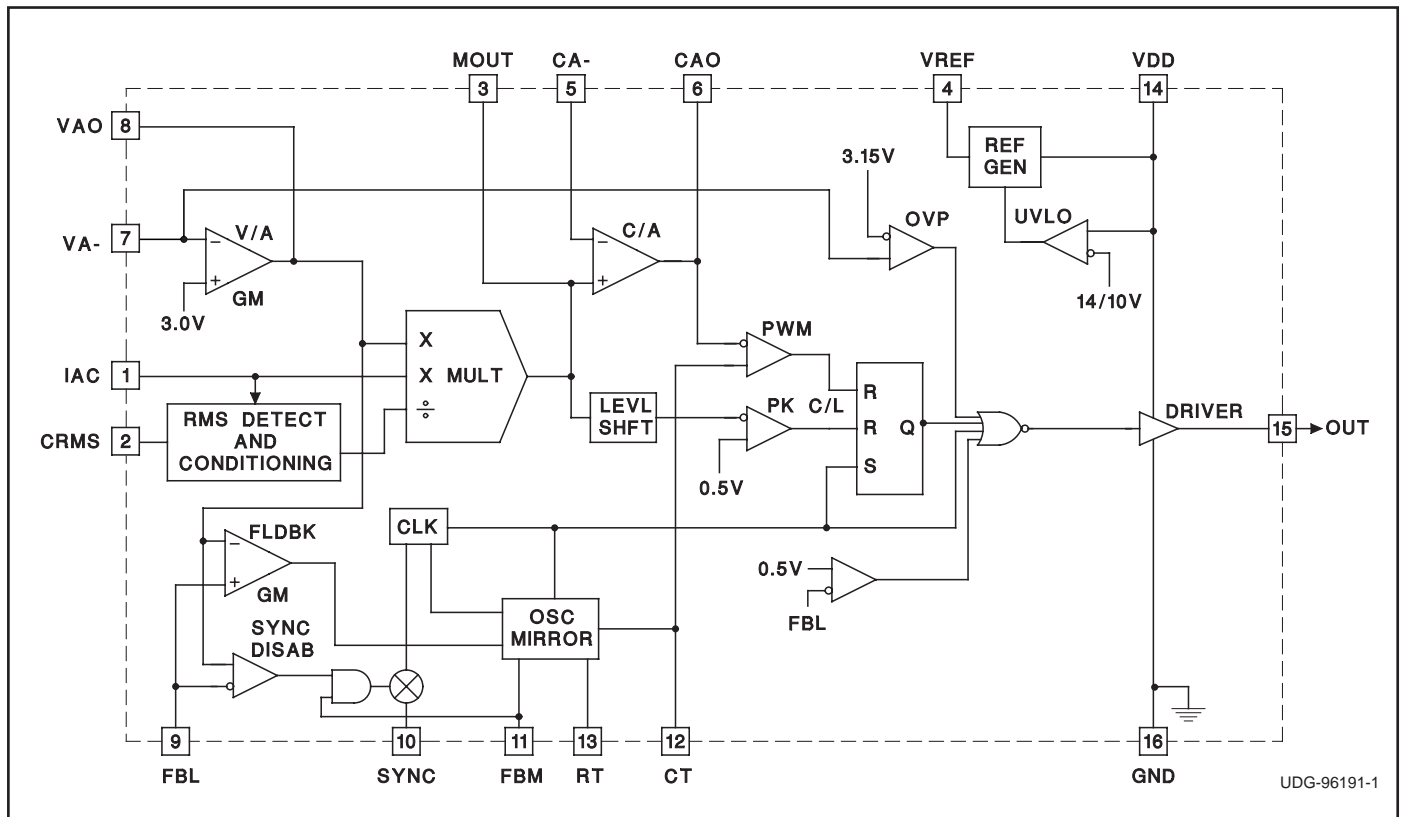 MOUT CA- CAO VREF VDD
3 5 6 4 14
VAO 8
REF
GEN
3.15V
UVLO
OVP
14/10V
VA- 7
V/A
−
+
GM
3.0V
C/A
−
+
IAC 1
X
X MULT
÷
RMS DETECT
AND
CONDITIONING
CRMS 2
LEVL
SHFT
PWM
PK C/L
0.5V
R
R Q
S
DRIVER
15 OUT
CLK
FLDBK
−
+
GM
0.5V
FBL
SYNC
DISAB
OSC
MIRROR
9 10 11 13 12 16
FBL SYNC FBM RT CT GND
UDG-96191-1